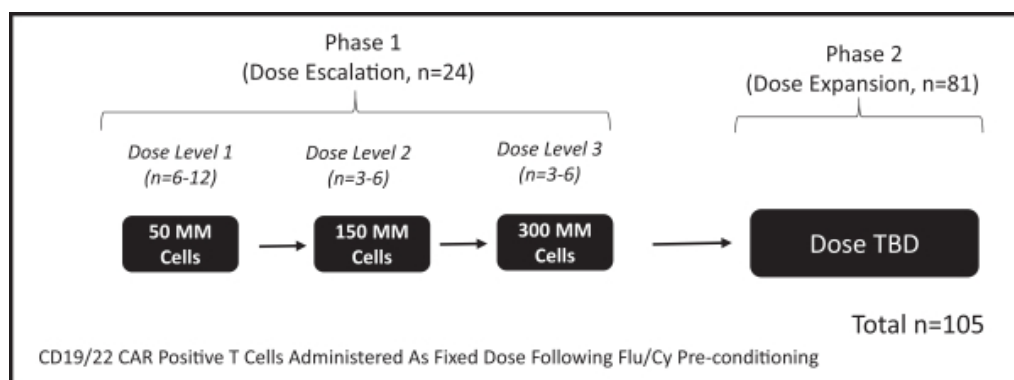 Phase 1
(Dose Escalation, n=24)
Phase 2
(Dose Expansion, n=81)
Dose Level 1
(n=6-12)
Dose Level 2
(n=3-6)
Dose Level 3
(n=3-6)
50 MM
Cells
150 MM
Cells
300 MM
Cells
Dose TBD
Total n=105
CD19/22 CAR Positive T Cells Administered As Fixed Dose Following Flu/Cy Pre-conditioning